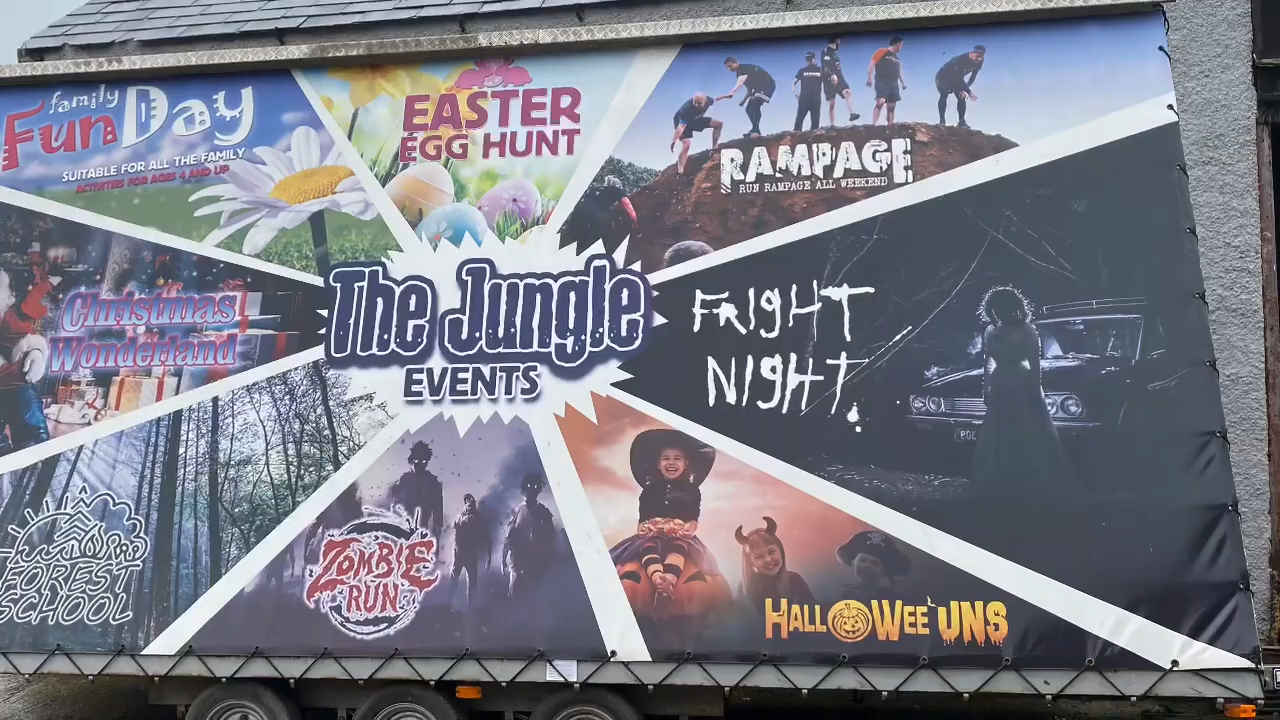 family
Fun Day
SUITABLE FOR ALL THE FAMILY
ACTIVITIES FOR AGES 4 AND UP
EASTER
EGG HUNT
RAMPAGE
RUN RAMPAGE ALL WEEKEND
Christmas
Wonderland
The Jungle
EVENTS
FRIGHT
NIGHT
FOREST
SCHOOL
ZOMBIE
RUN
HALLOWEE'UNS